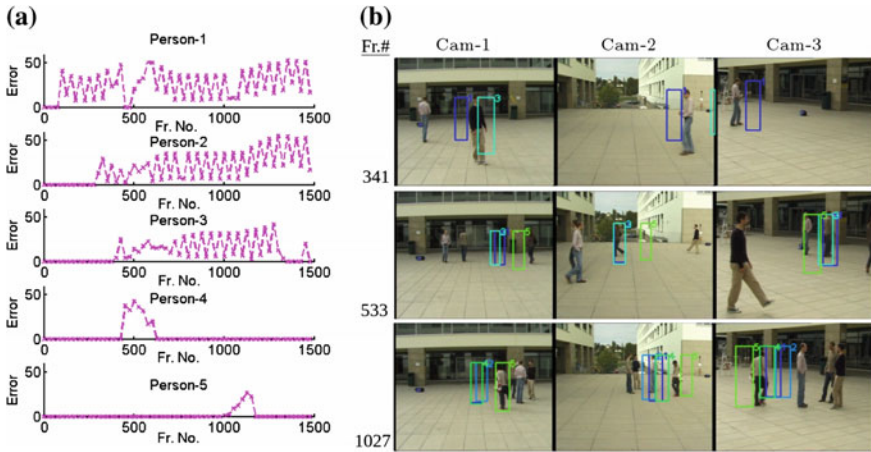 (a)
Person-1
50
Error
0
0 500 1000 1500
Fr. No.
Person-2
50
Error
0
0 500 1000 1500
Fr. No.
Person-3
50
Error
0
0 500 1000 1500
Fr. No.
Person-4
50
Error
0
0 500 1000 1500
Fr. No.
Person-5
50
Error
0
0 500 1000 1500
Fr. No.
(b)
Fr.# Cam-1 Cam-2 Cam-3
341
3
533
3
1027